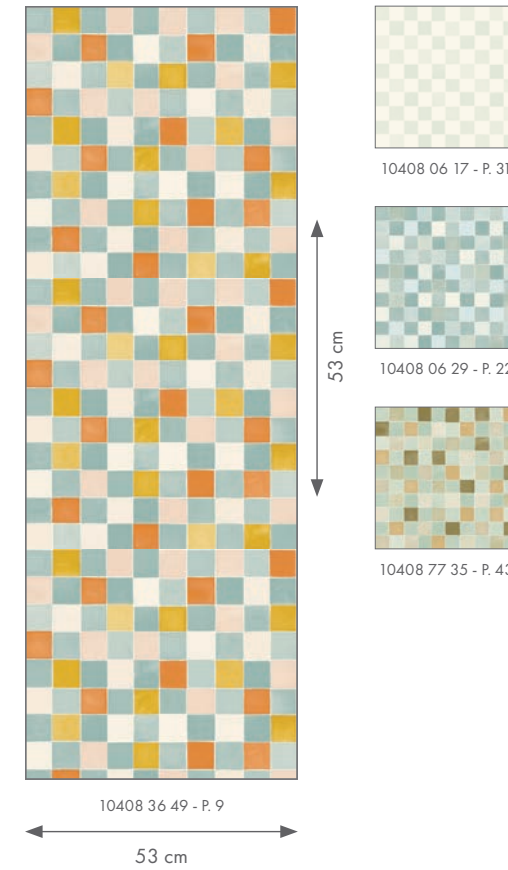 10408 06 17 - P. 31
10408 06 29 - P. 22
53 cm
10408 77 35 - P. 43
10408 36 49 - P. 9
53 cm